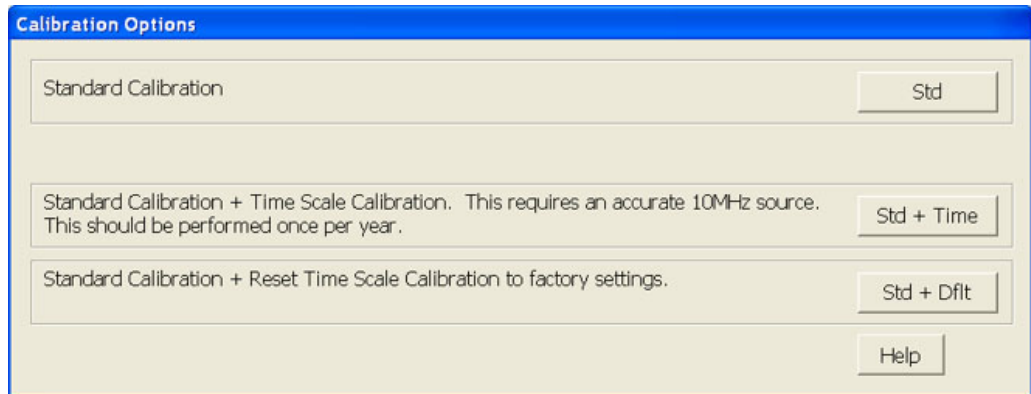 Calibration Options
Standard Calibration
Std
Standard Calibration + Time Scale Calibration.  This requires an accurate 10MHz source.
This should be performed once per year.
Std + Time
Standard Calibration + Reset Time Scale Calibration to factory settings.
Std + Dflt
Help